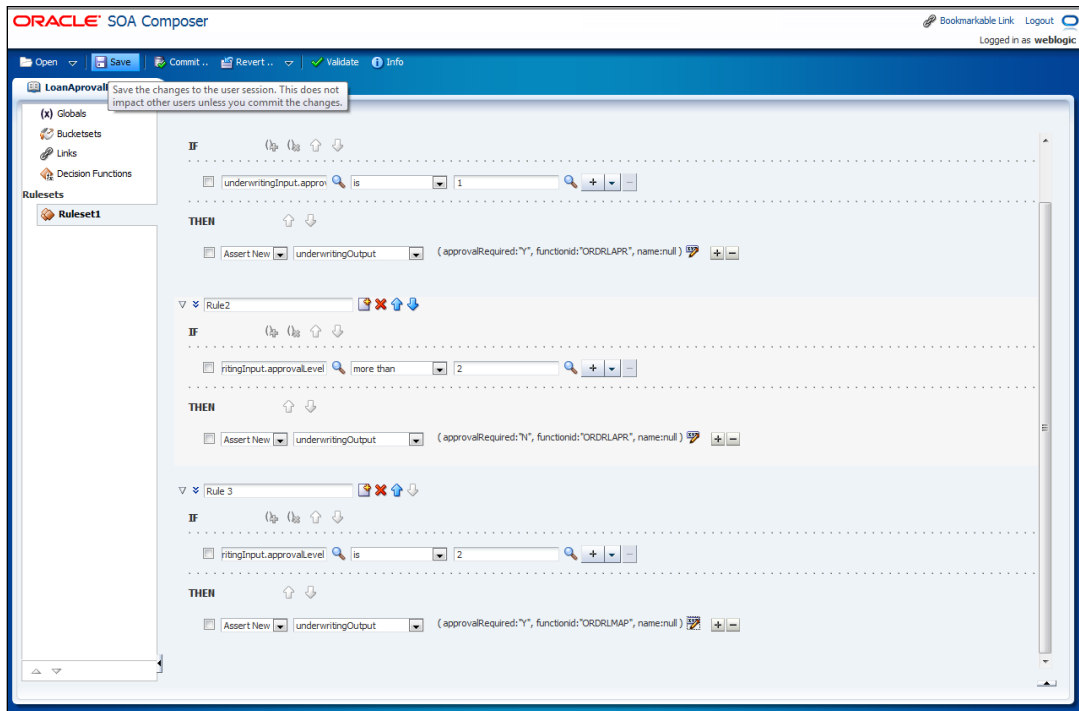 ORACLE SOA Composer
Bookmarkable Link Logout
Logged in as weblogic
Open Save Commit .. Revert .. Validate Info
LoanAproval
Save the changes to the user session. This does not
impact other users unless you commit the changes.
(x) Globals
Bucketsets
Links
Decision Functions
Rulesets
Ruleset1
IF
underwritingInput.approv is 1
THEN
Assert New underwritingOutput ( approvalRequired:"Y", functionid:"ORDRLAPR", name:null )
Rule2
IF
ritingInput.approvalLevel more than 2
THEN
Assert New underwritingOutput ( approvalRequired:"N", functionid:"ORDRLAPR", name:null )
Rule 3
IF
ritingInput.approvalLevel is 2
THEN
Assert New underwritingOutput ( approvalRequired:"Y", functionid:"ORDRLMAP", name:null )